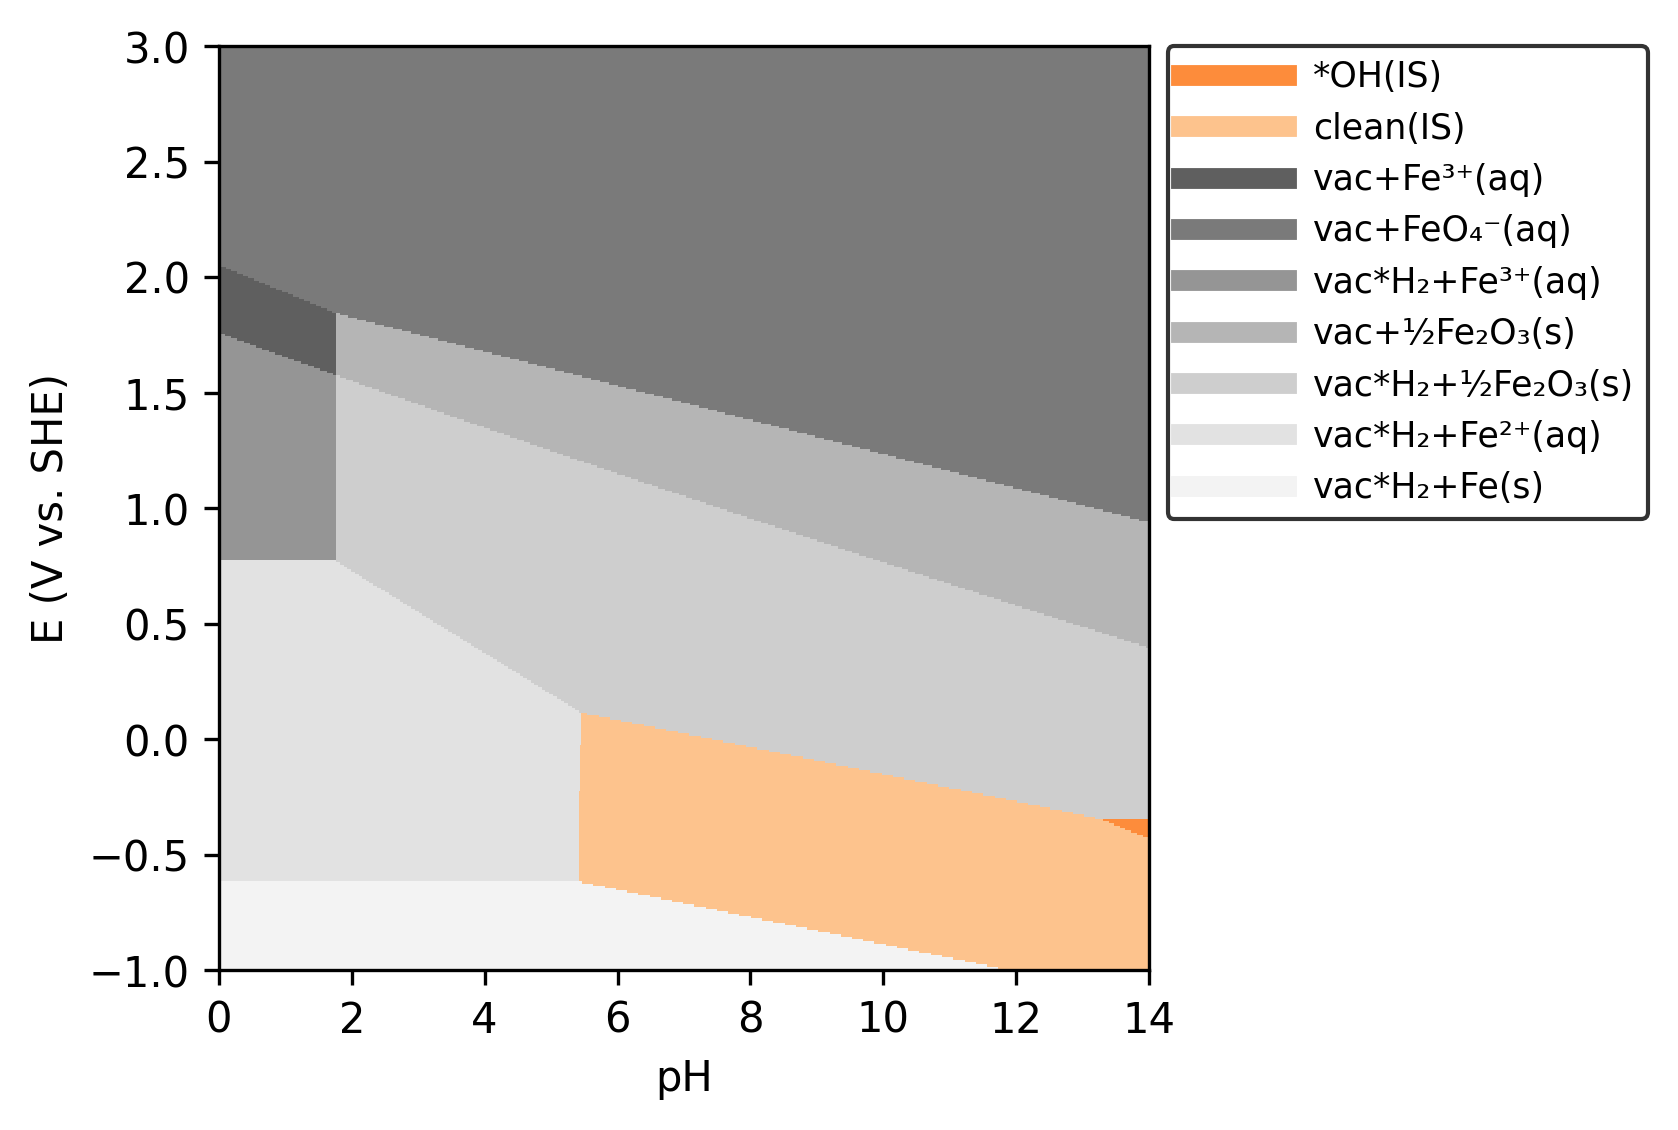 3.0
2.5
2.0
1.5
1.0
0.5
0.0
−0.5
−1.0
E (V vs. SHE)
0 2 4 6 8 10 12 14
pH
*OH(IS)
clean(IS)
vac+Fe³⁺(aq)
vac+FeO₄⁻(aq)
vac*H₂+Fe³⁺(aq)
vac+½Fe₂O₃(s)
vac*H₂+½Fe₂O₃(s)
vac*H₂+Fe²⁺(aq)
vac*H₂+Fe(s)